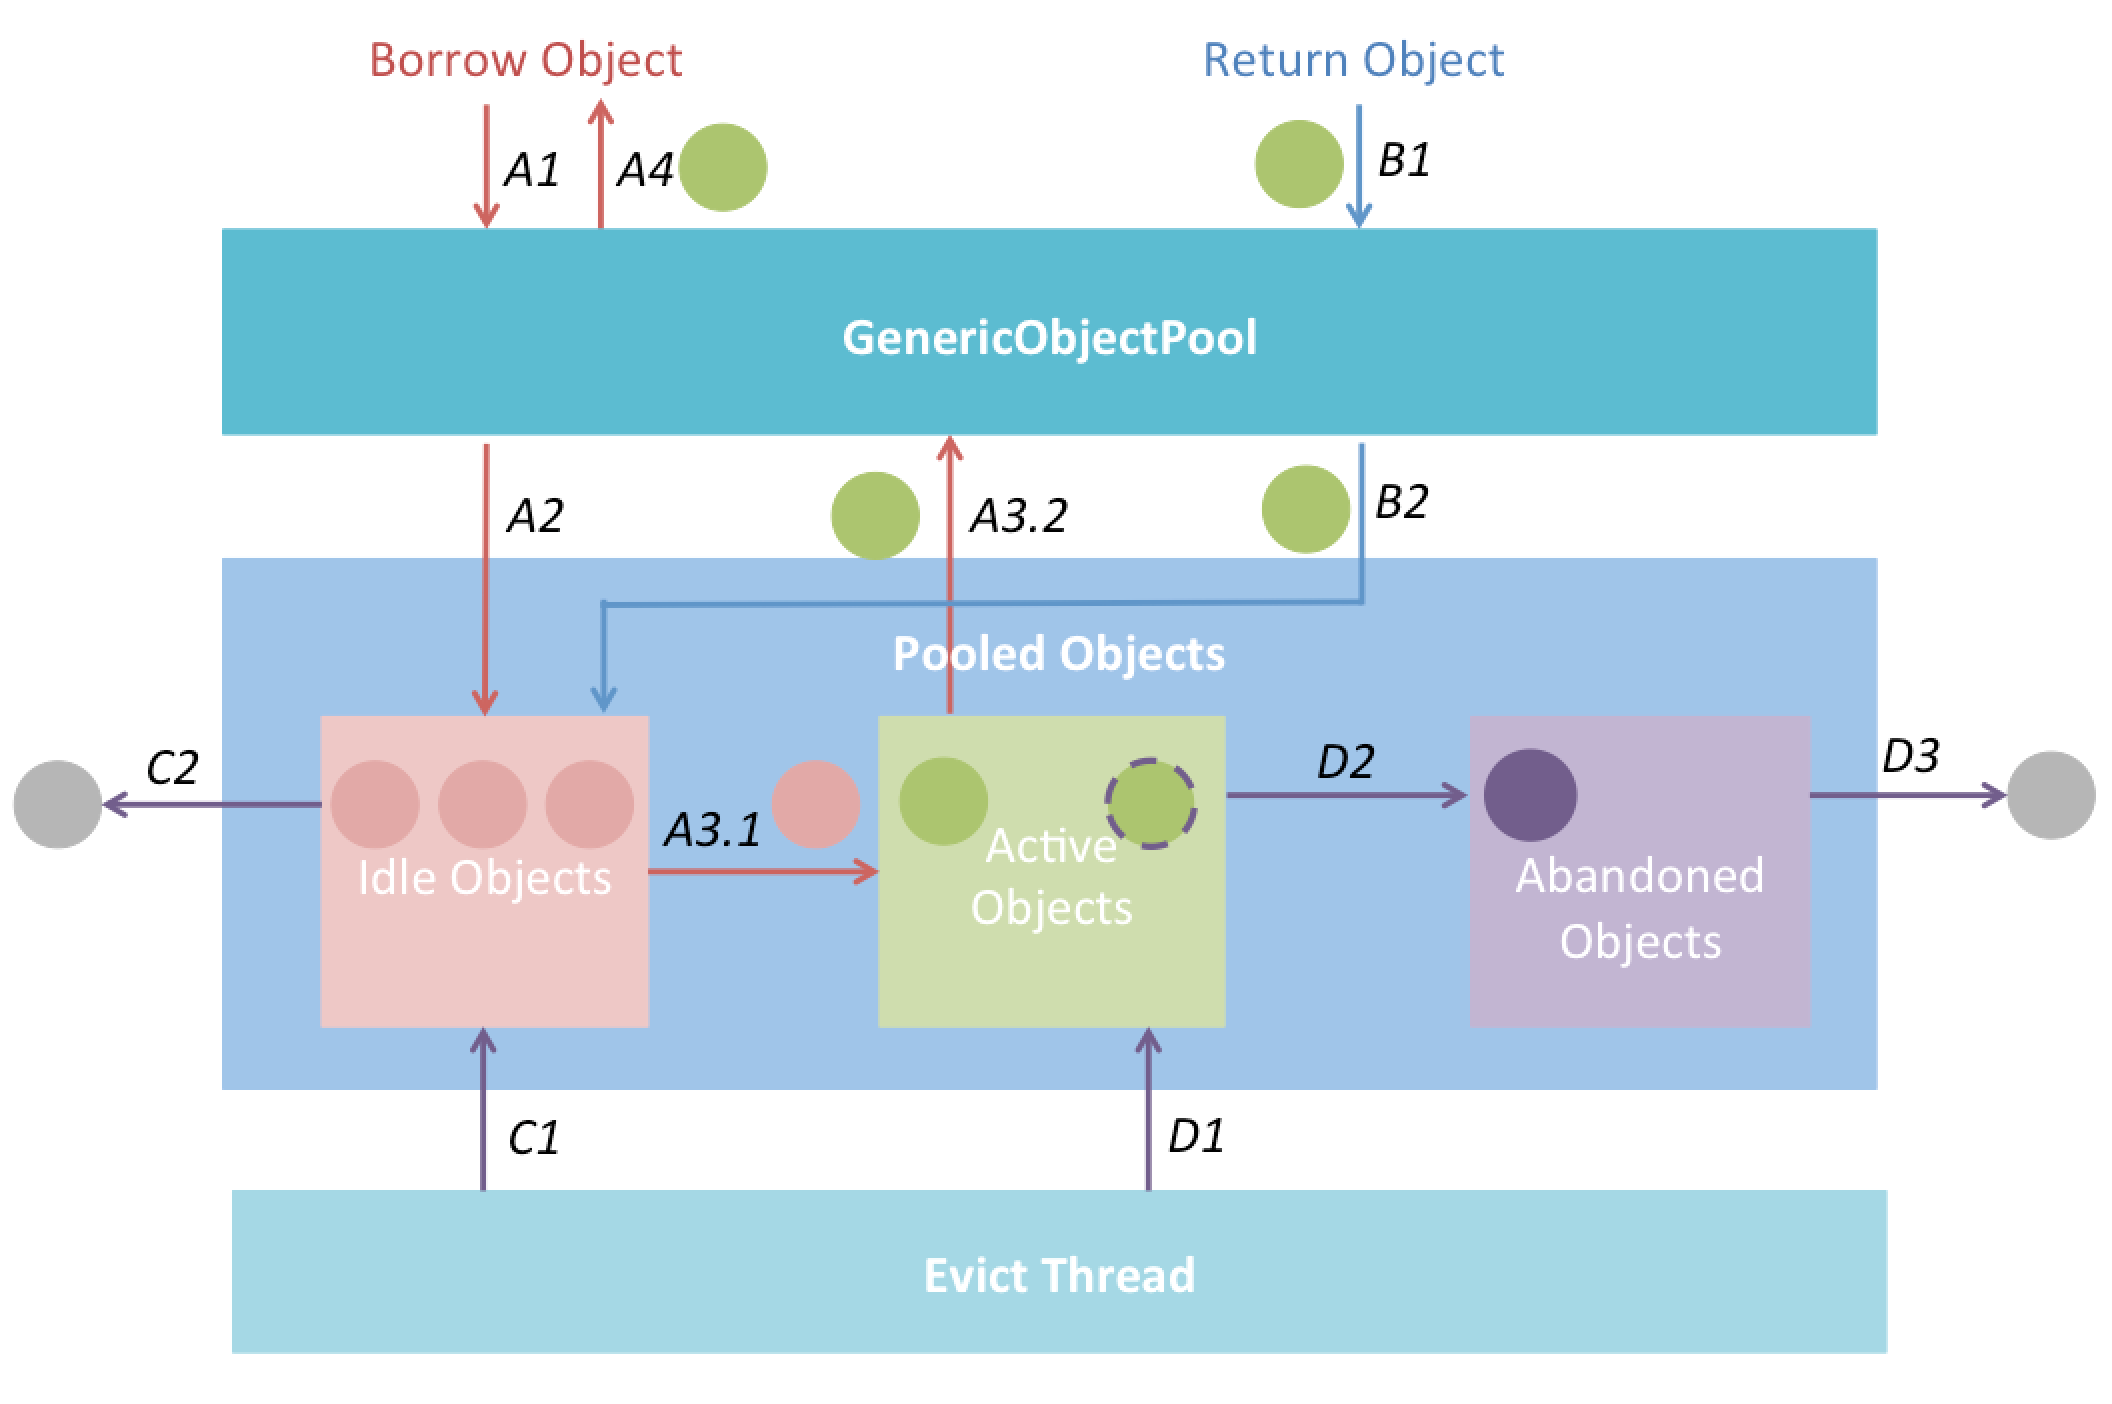 Borrow Object
Return Object
A1
A4
B1
GenericObjectPool
A2
A3.2
B2
Pooled Objects
C2
D2
D3
A3.1
Idle Objects
Active
Objects
Abandoned
Objects
C1
D1
Evict Thread